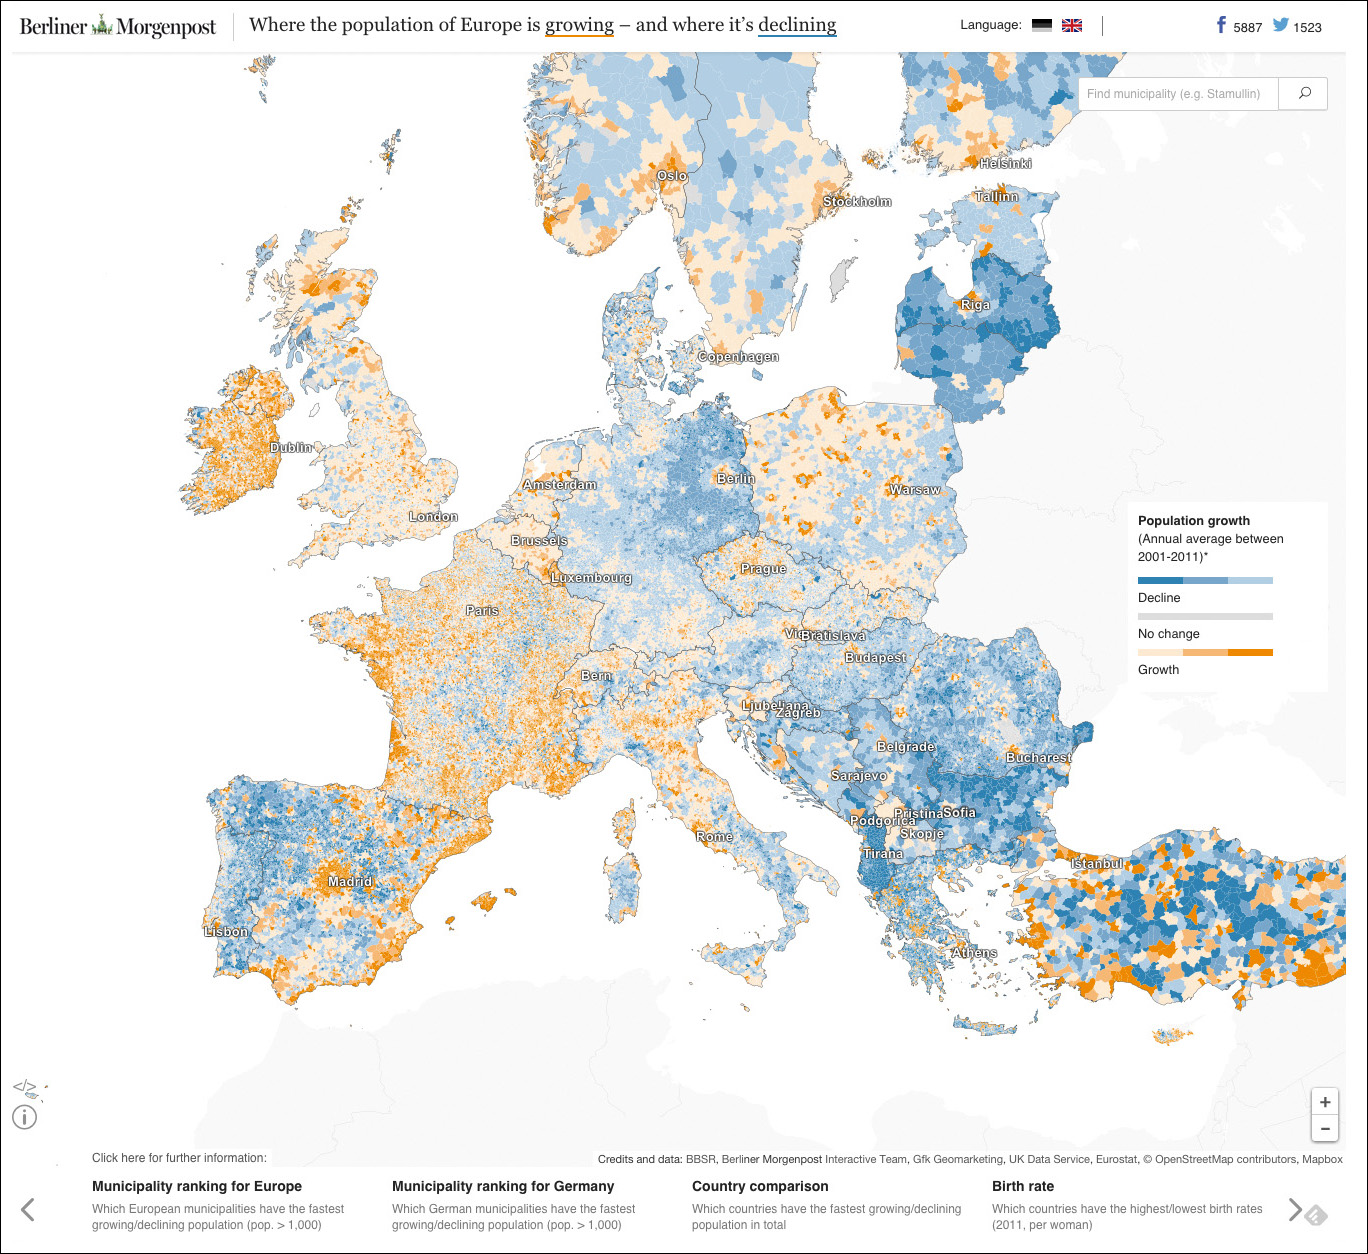 Berliner Morgenpost
Where the population of Europe is growing – and where it's declining
Language:
5887
1523
Find municipality (e.g. Stamullin)
Helsinki
Oslo
Tallinn
Stockholm
Riga
Copenhagen
Dublin
Berlin
Amsterdam
Warsaw
London
Brussels
Prague
Luxembourg
Paris
Bratislava
Budapest
Bern
Ljubljana
Zagreb
Belgrade
Bucharest
Sarajevo
Pristina
Sofia
Podgorica
Skopje
Rome
Tirana
Istanbul
Madrid
Lisbon
Athens
Population growth
(Annual average between
2001-2011)*
Decline
No change
Growth
</>
i
+
−
Click here for further information:
Credits and data: BBSR, Berliner Morgenpost Interactive Team, Gfk Geomarketing, UK Data Service, Eurostat, © OpenStreetMap contributors, Mapbox
Municipality ranking for Europe
Which European municipalities have the fastest
growing/declining population (pop. > 1,000)
Municipality ranking for Germany
Which German municipalities have the fastest
growing/declining population (pop. > 1,000)
Country comparison
Which countries have the fastest growing/declining
population in total
Birth rate
Which countries have the highest/lowest birth rates
(2011, per woman)